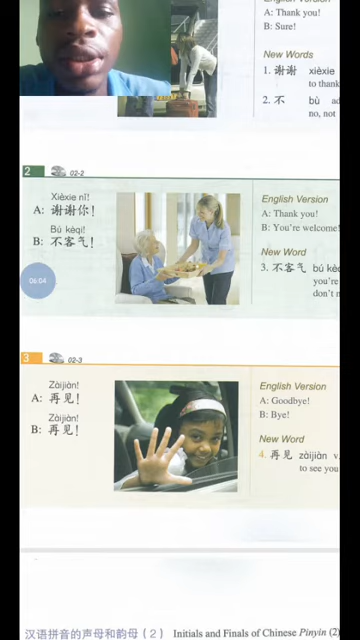 English Version
A: Thank you!
B: Sure!
New Words
1. 谢谢 xièxie
to thank
2. 不 bù
no, not
2 02-2
Xièxie nǐ!
A: 谢谢你!
Bú kèqi!
B: 不客气!
English Version
A: Thank you!
B: You're welcome!
New Word
3. 不客气 bú
you're
don't
06:04
3 02-3
Zàijiàn!
A: 再见!
Zàijiàn!
B: 再见!
English Version
A: Goodbye!
B: Bye!
New Word
4. 再见 zàijiàn v.
to see you
汉语拼音的声母和韵母(2) Initials and Finals of Chinese Pinyin (2)